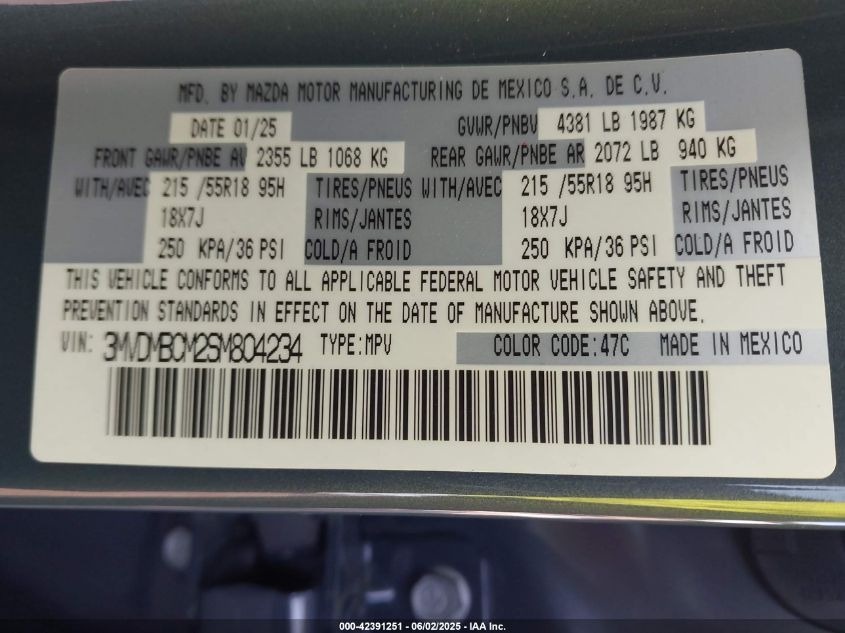 MFD. BY MAZDA MOTOR MANUFACTURING DE MEXICO S.A. DE C.V.
DATE 01/25 GVWR/PNBV 4381 LB 1987 KG
FRONT GAWR/PNBE AV 2355 LB 1068 KG REAR GAWR/PNBE AR 2072 LB 940 KG
WITH/AVEC 215 /55R18 95H TIRES/PNEUS WITH/AVEC 215 /55R18 95H TIRES/PNEUS
18X7J RIMS/JANTES 18X7J RIMS/JANTES
250 KPA/36 PSI COLD/A FROID 250 KPA/36 PSI COLD/A FROID
THIS VEHICLE CONFORMS TO ALL APPLICABLE FEDERAL MOTOR VEHICLE SAFETY AND THEFT
PREVENTION STANDARDS IN EFFECT ON THE DATE OF MANUFACTURE SHOWN ABOVE.
VIN: 3MVDMBCM2SM804234 TYPE:MPV COLOR CODE:47C MADE IN MEXICO
000-42391251 - 06/02/2025 - IAA Inc.